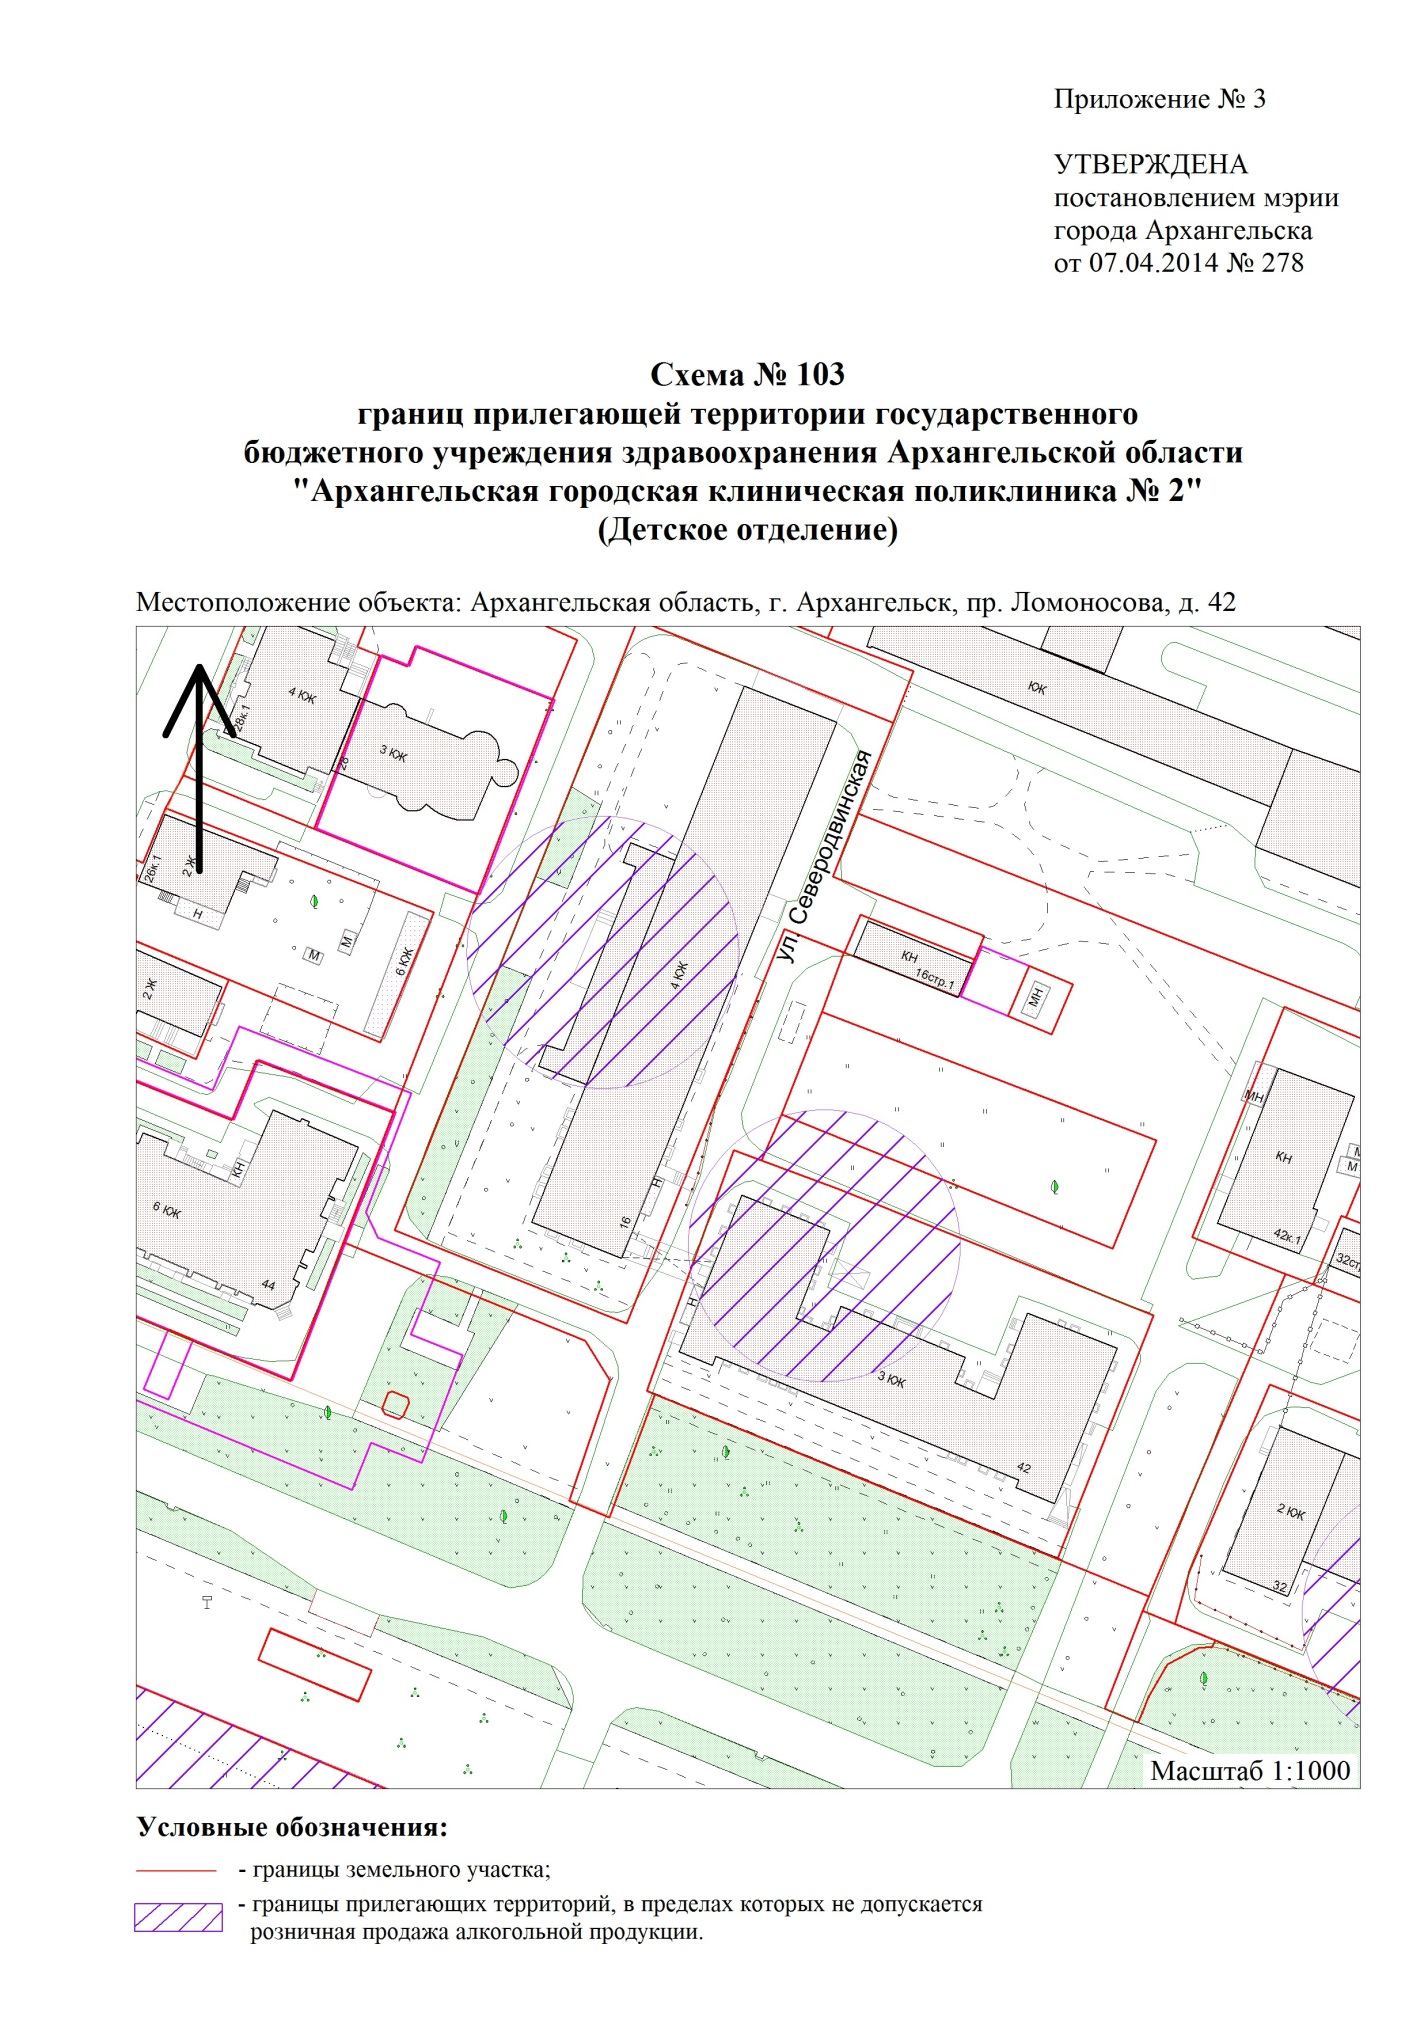 Приложение № 3
УТВЕРЖДЕНА
постановлением мэрии
города Архангельска
от 07.04.2014 № 278
Схема № 103
границ прилегающей территории государственного
бюджетного учреждения здравоохранения Архангельской области
"Архангельская городская клиническая поликлиника № 2"
(Детское отделение)
Местоположение объекта: Архангельская область, г. Архангельск, пр. Ломоносова, д. 42
4 КЖ
28к.1
3 КЖ
28
КЖ
ул. Северодвинская
26к.1
2 Ж
Н
М
М
6 КЖ
2 Ж
4 КЖ
КН
16стр.1
МН
МН
КН
42к.1
М
М
32ст
КН
6 КЖ
44
Н
16
Н
3 КЖ
42
2 КЖ
32
Масштаб 1:1000
Условные обозначения:
- границы земельного участка;
- границы прилегающих территорий, в пределах которых не допускается
розничная продажа алкогольной продукции.